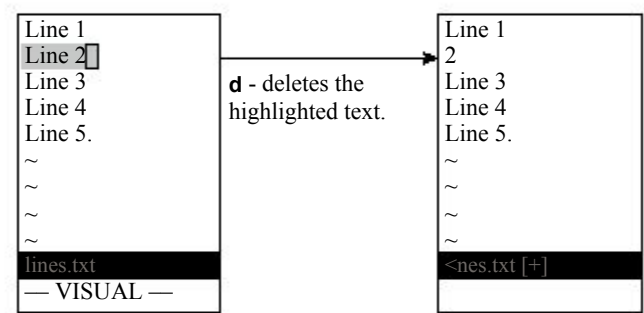 Line 1
Line 2
Line 3
Line 4
Line 5.
~
~
~
~
lines.txt
— VISUAL —
d - deletes the
highlighted text.
Line 1
2
Line 3
Line 4
Line 5.
~
~
~
~
<nes.txt [+]